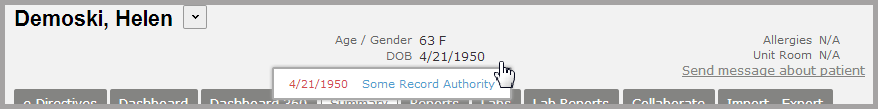 Demoski, Helen
Age / Gender 63 F
Allergies N/A
DOB 4/21/1950
Unit Room N/A
Send message about patient
4/21/1950 Some Record Authority
e-Directives Dashboard Dashboard 360 Summary Reports Labs Lab Reports Collaborate Import - Export